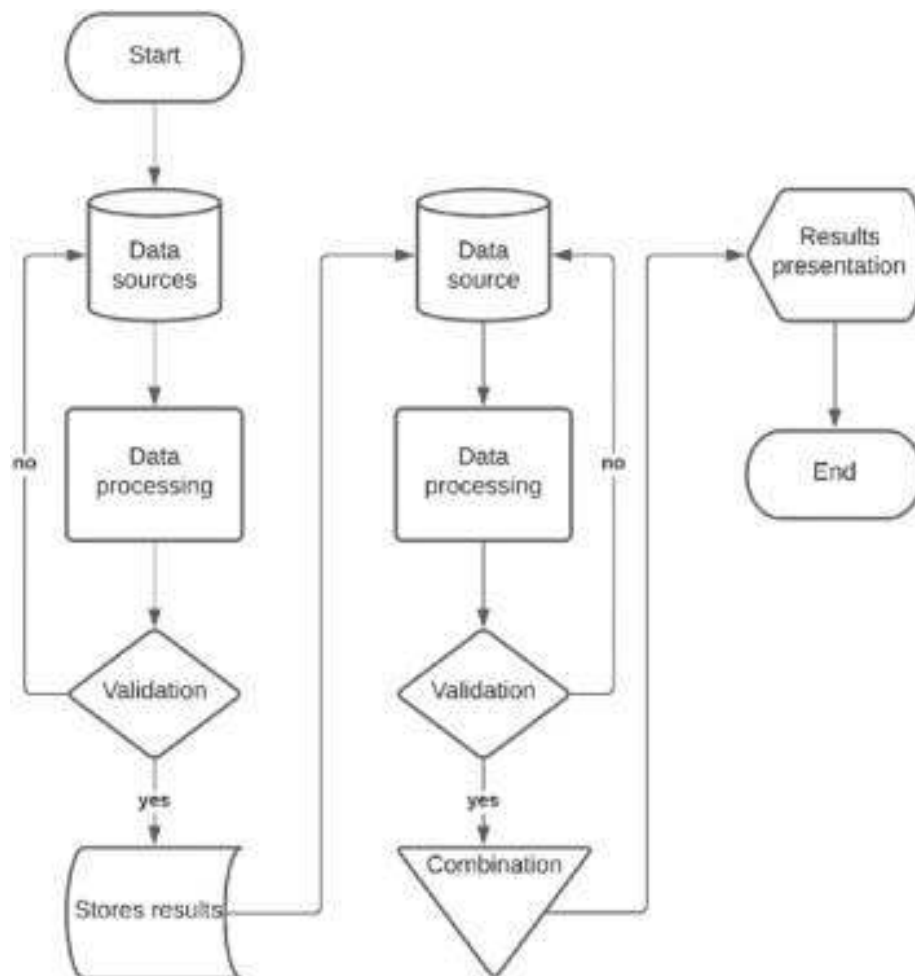 Start
Data
sources
Data
processing
no
Validation
yes
Stores results
Data
source
Data
processing
no
Validation
yes
Combination
Results
presentation
End